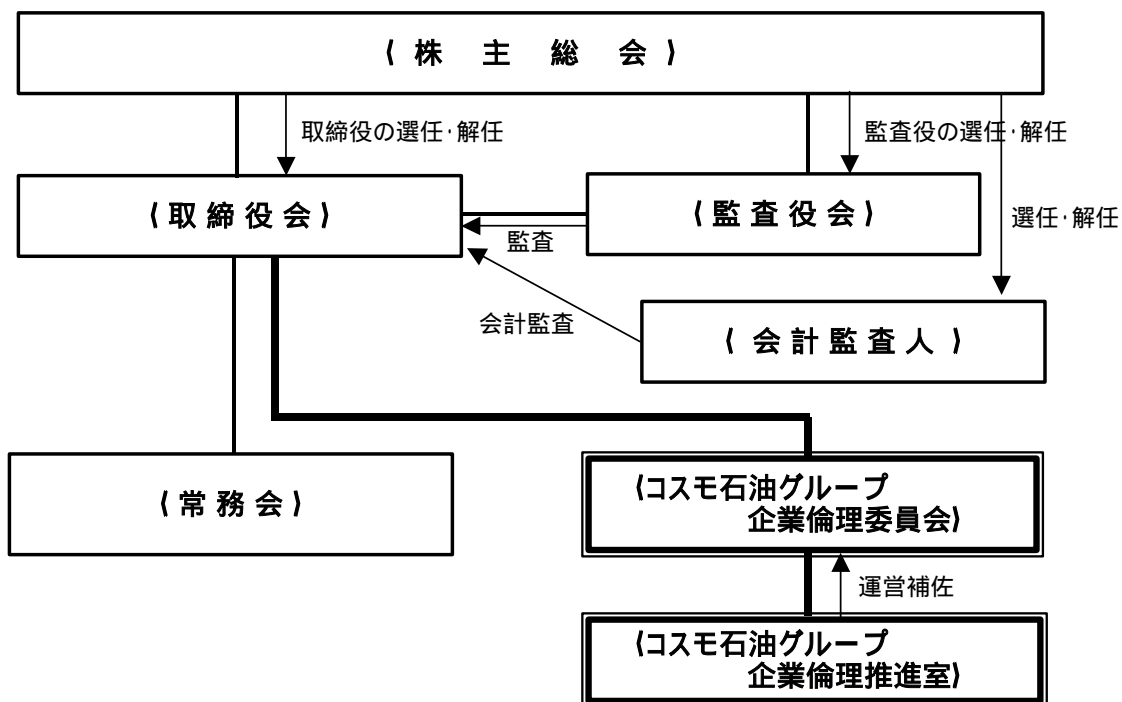 ｛ 株 主 総 会 ｝
取締役の選任･解任
監査役の選任･解任
｛ 取 締 役 会 ｝
｛ 監 査 役 会 ｝
選任･解任
監査
会計監査
｛ 会 計 監 査 人 ｝
｛ 常 務 会 ｝
｛コスモ石油グループ
企業倫理委員会｝
運営補佐
｛コスモ石油グループ
企業倫理推進室｝